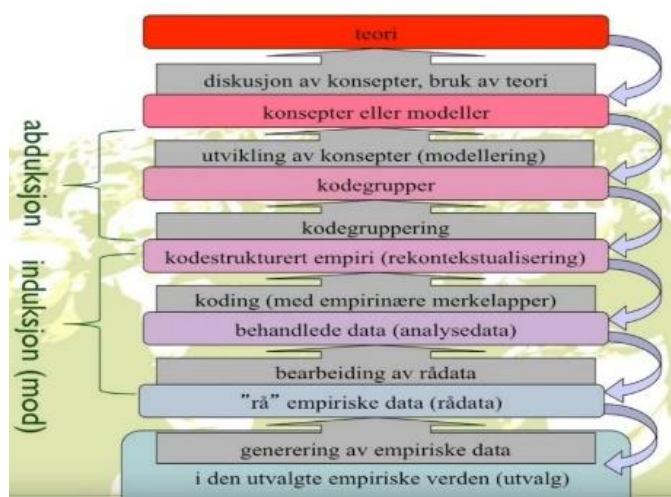 teori
diskusjon av konsepter, bruk av teori
konsepter eller modeller
utvikling av konsepter (modellering)
kodegrupper
kodegruppering
kodestrukturert empiri (rekontekstualisering)
koding (med empirinære merkelapper)
behandlede data (analysedata)
bearbeiding av rådata
"rå" empiriske data (rådata)
generering av empiriske data
i den utvalgte empiriske verden (utvalg)
abduksjon
induksjon (mod)